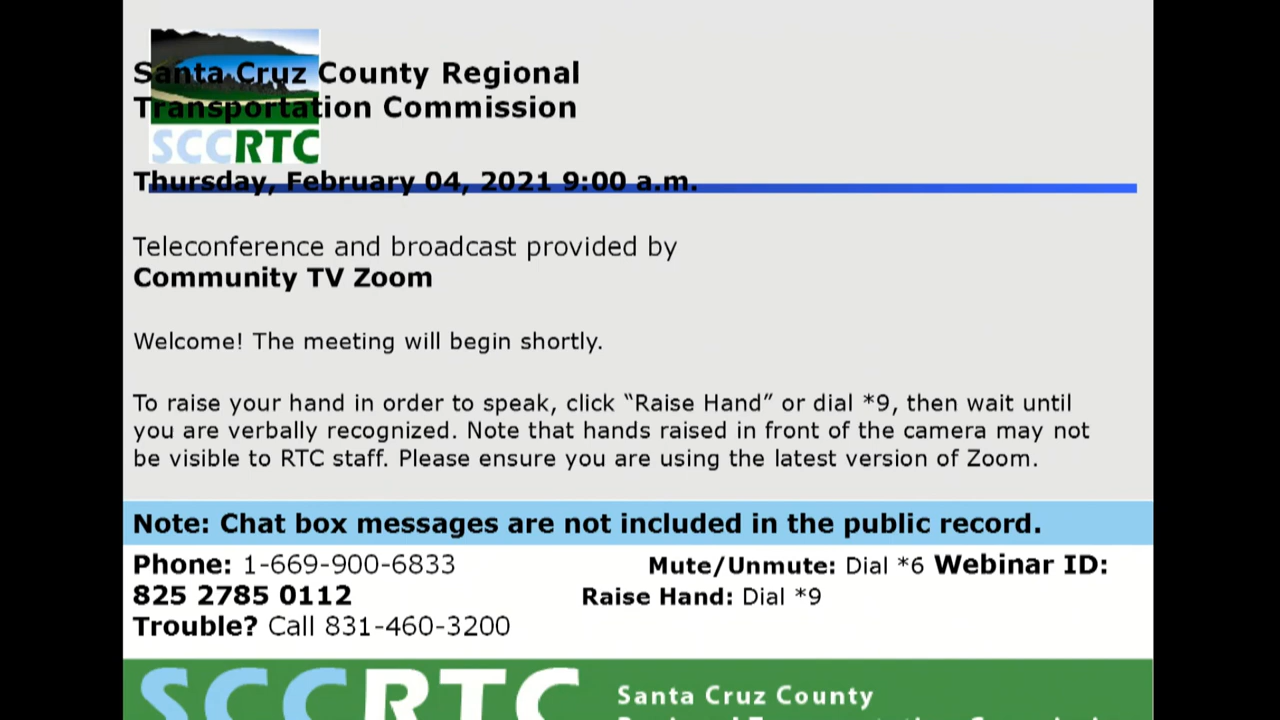 Santa Cruz County Regional
Transportation Commission
SCCRTC
Thursday, February 04, 2021 9:00 a.m.
Teleconference and broadcast provided by
Community TV Zoom
Welcome! The meeting will begin shortly.
To raise your hand in order to speak, click “Raise Hand” or dial *9, then wait until
you are verbally recognized. Note that hands raised in front of the camera may not
be visible to RTC staff. Please ensure you are using the latest version of Zoom.
Note: Chat box messages are not included in the public record.
Phone: 1-669-900-6833 Mute/Unmute: Dial *6 Webinar ID:
825 2785 0112 Raise Hand: Dial *9
Trouble? Call 831-460-3200
SCCRTC Santa Cruz County